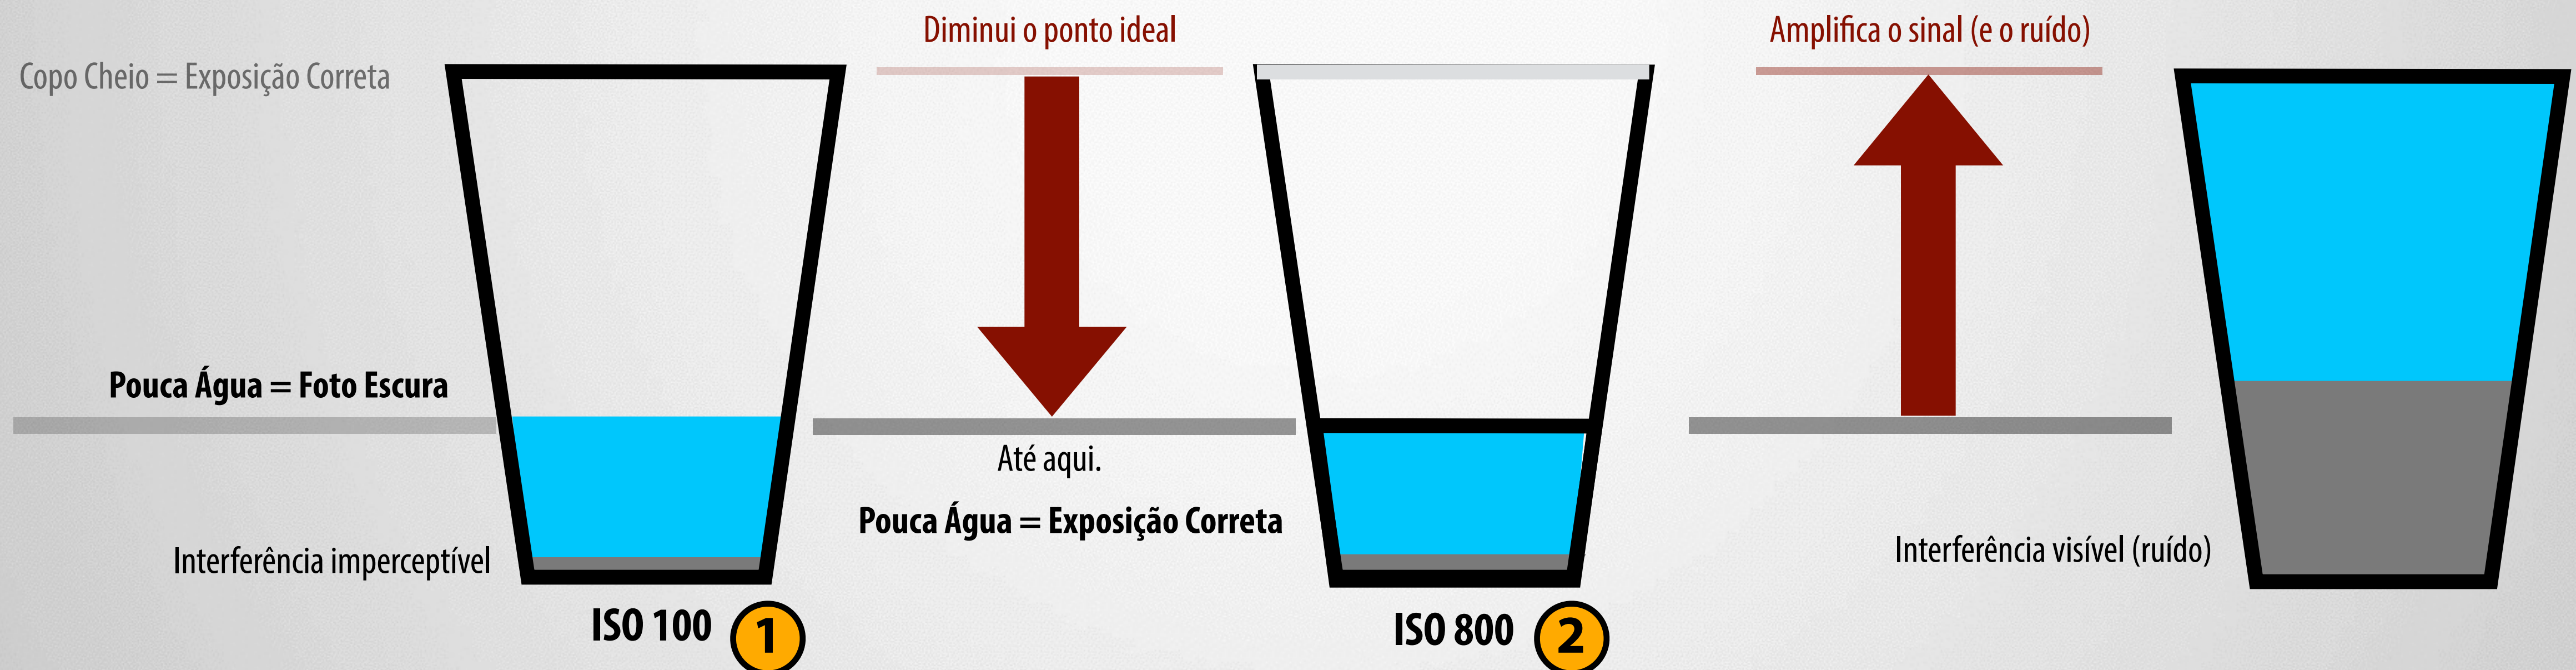 Copo Cheio = Exposição Correta
Pouca Água = Foto Escura
Interferência imperceptível
ISO 100
1
Diminui o ponto ideal
Até aqui.
Pouca Água = Exposição Correta
ISO 800
2
Amplifica o sinal (e o ruído)
Interferência visível (ruído)